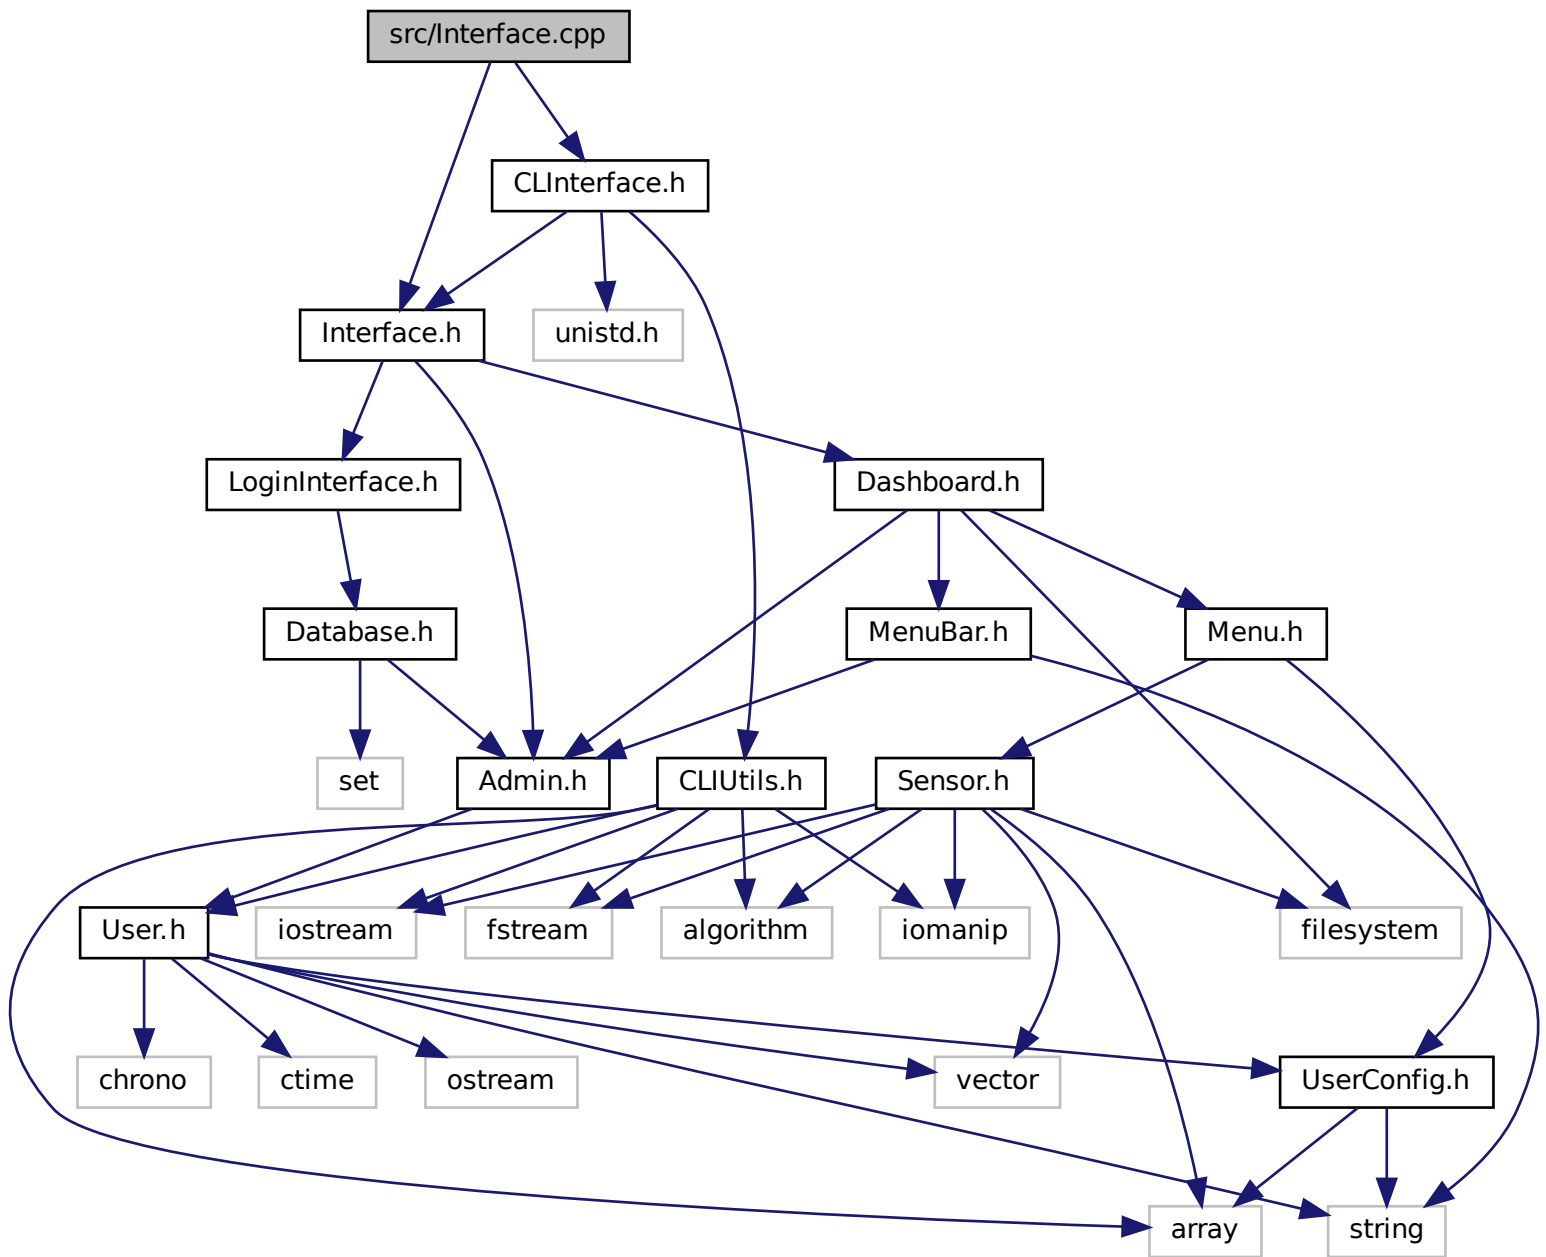 src/Interface.cpp
CLInterface.h
Interface.h
unistd.h
LoginInterface.h
Dashboard.h
Database.h
MenuBar.h
Menu.h
set
Admin.h
CLIUtils.h
Sensor.h
User.h
iostream
fstream
algorithm
iomanip
filesystem
chrono
ctime
ostream
vector
UserConfig.h
array
string